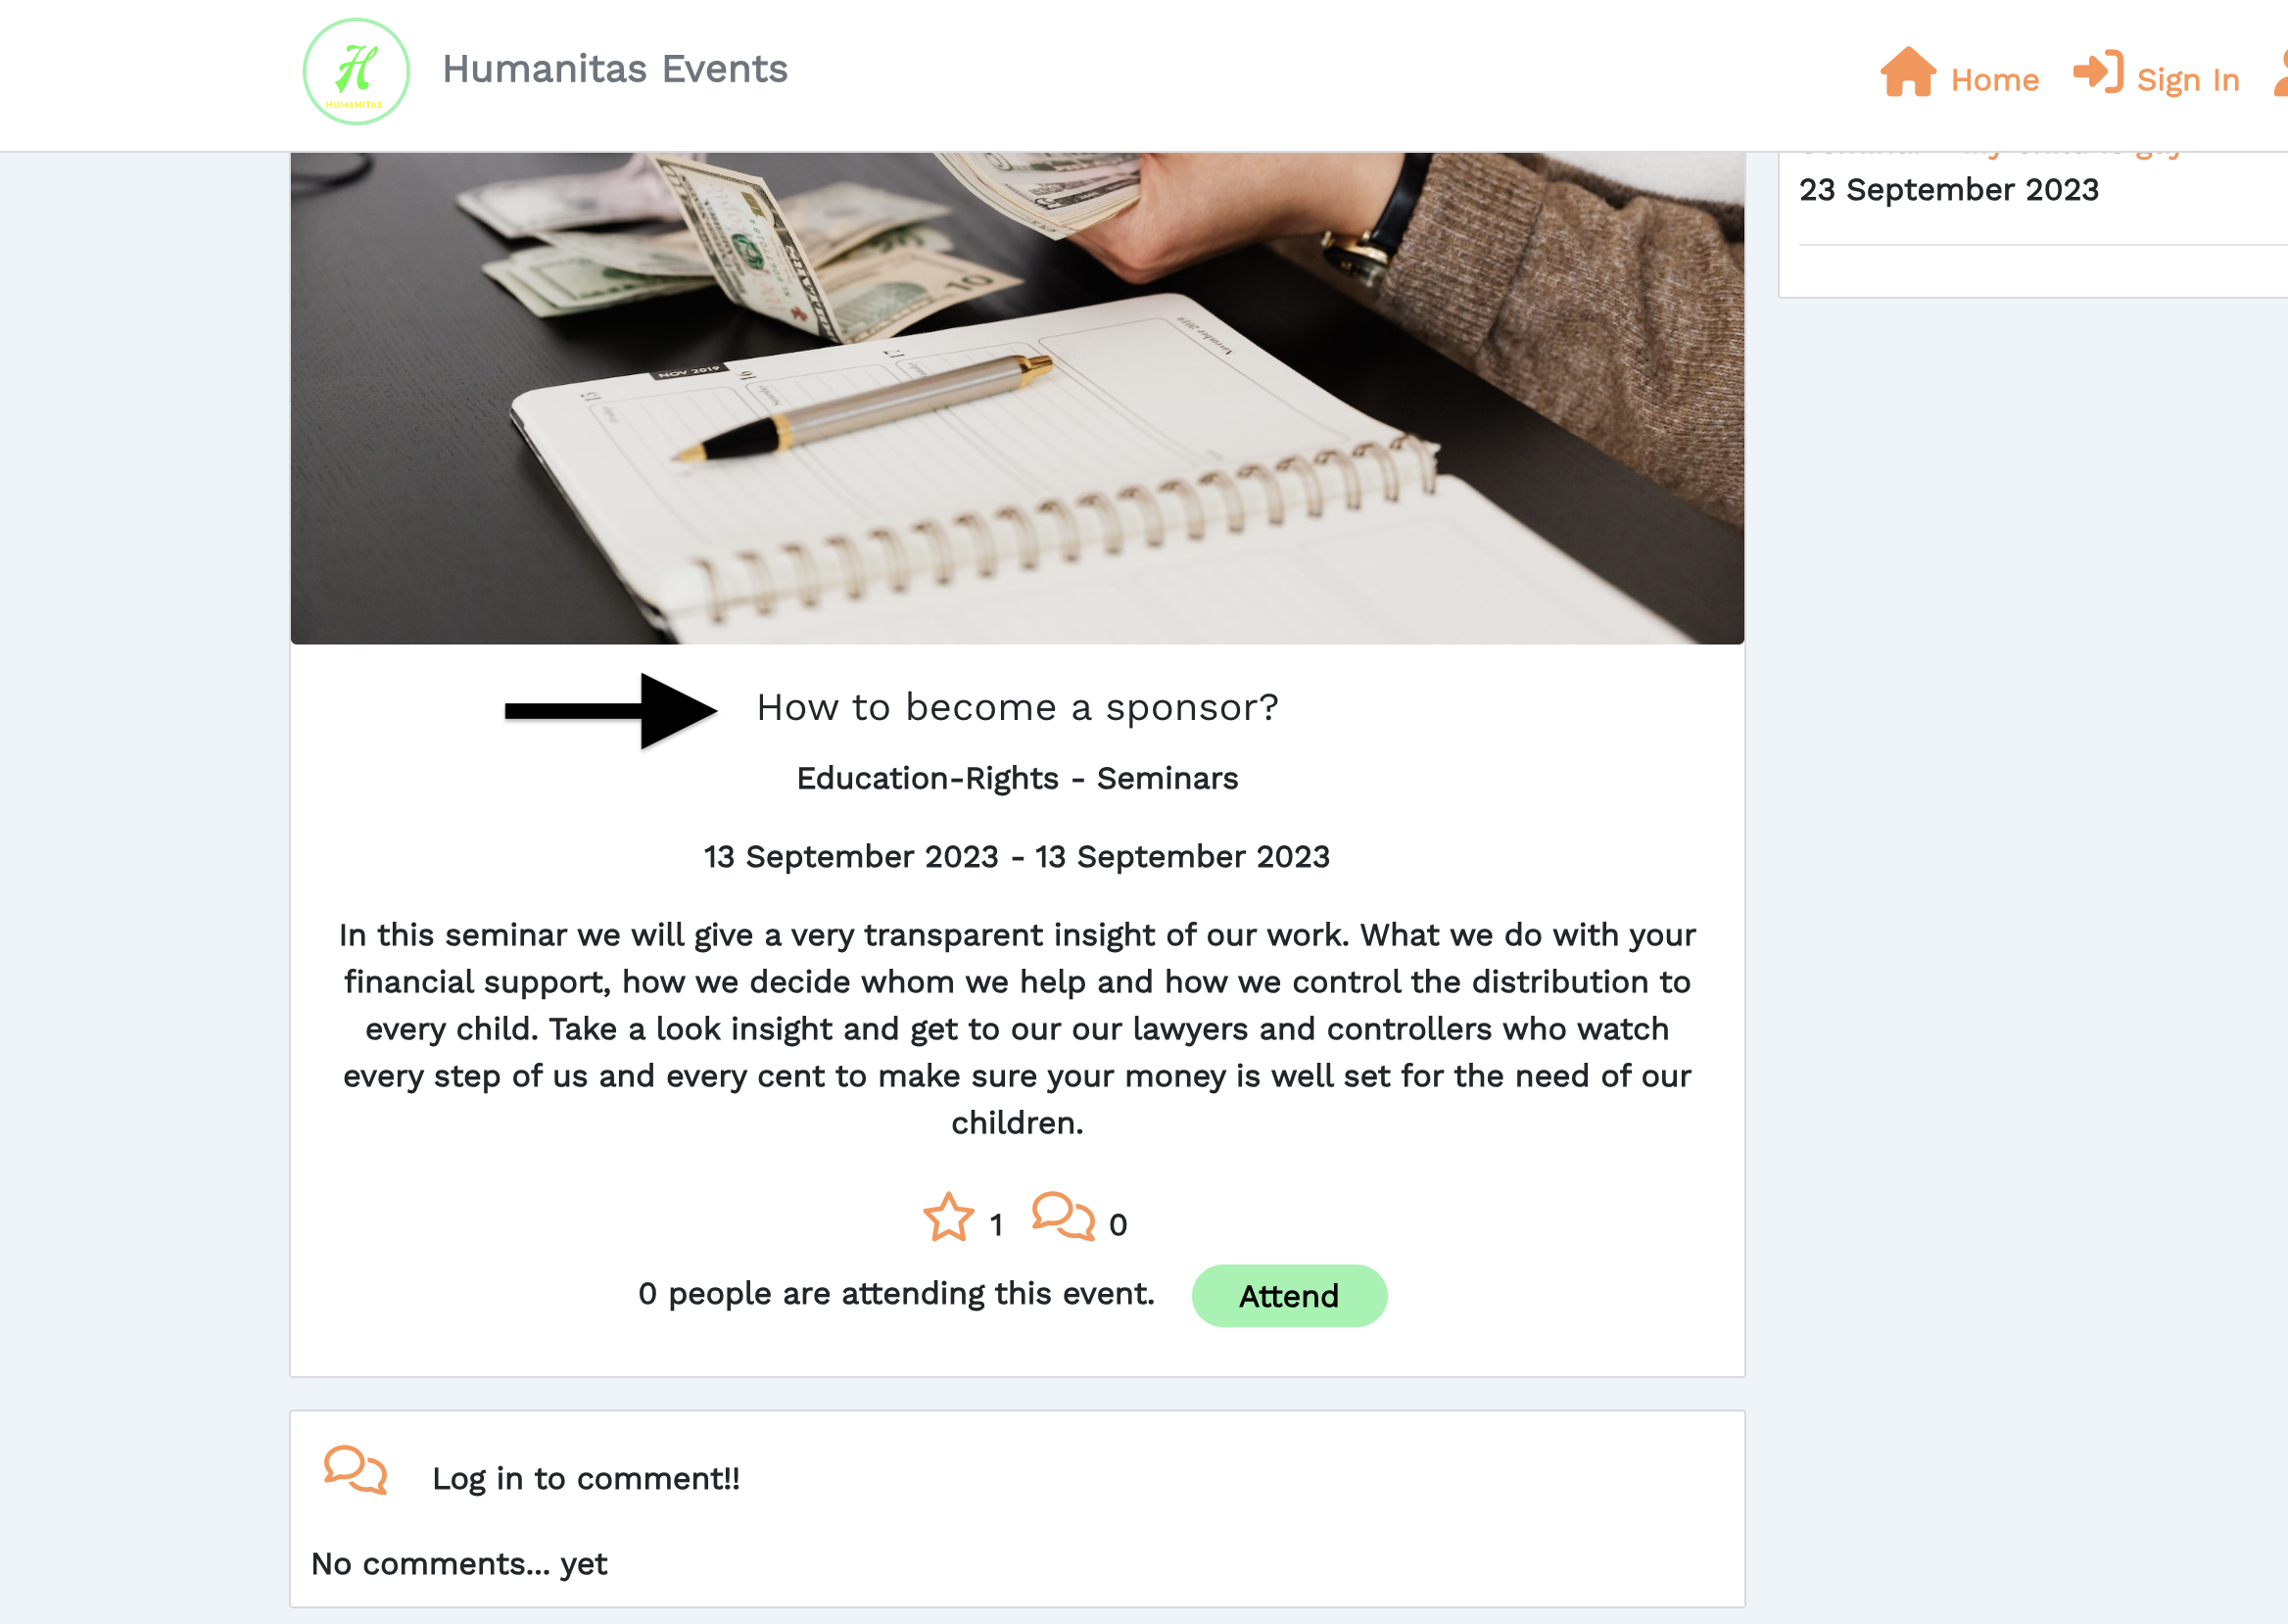 HUMANITAS
Humanitas Events
Home
Sign In
23 September 2023
NOV 2019
10
How to become a sponsor?
Education-Rights - Seminars
13 September 2023 - 13 September 2023
In this seminar we will give a very transparent insight of our work. What we do with your
financial support, how we decide whom we help and how we control the distribution to
every child. Take a look insight and get to our our lawyers and controllers who watch
every step of us and every cent to make sure your money is well set for the need of our
children.
1
0
0 people are attending this event.
Attend
Log in to comment!!
No comments... yet